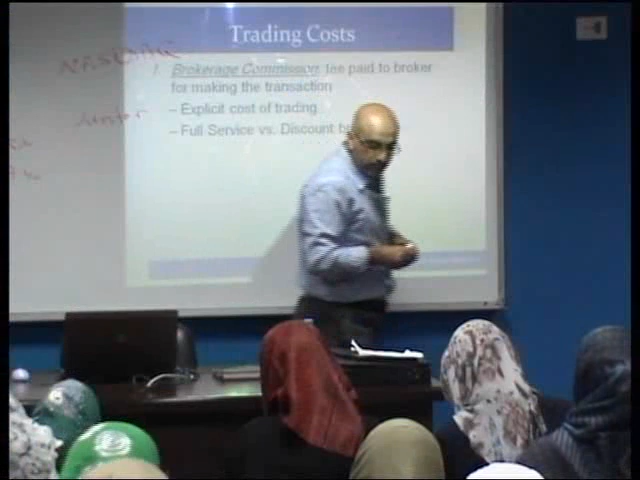 Trading Costs
NASDAQ
1. Brokerage Commission: fee paid to broker
for making the transaction
– Explicit cost of trading
– Full Service vs. Discount